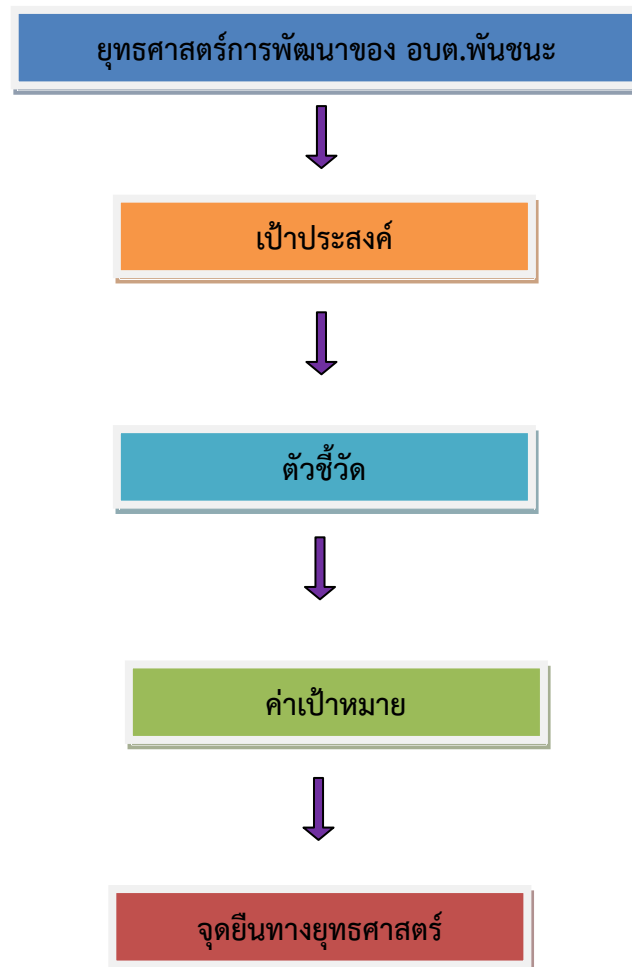 ยุทธศาสตร์การพัฒนาของ อบต.พันชนะ
เป้าประสงค์
ตัวชี้วัด
ค่าเป้าหมาย
จุดยืนทางยุทธศาสตร์